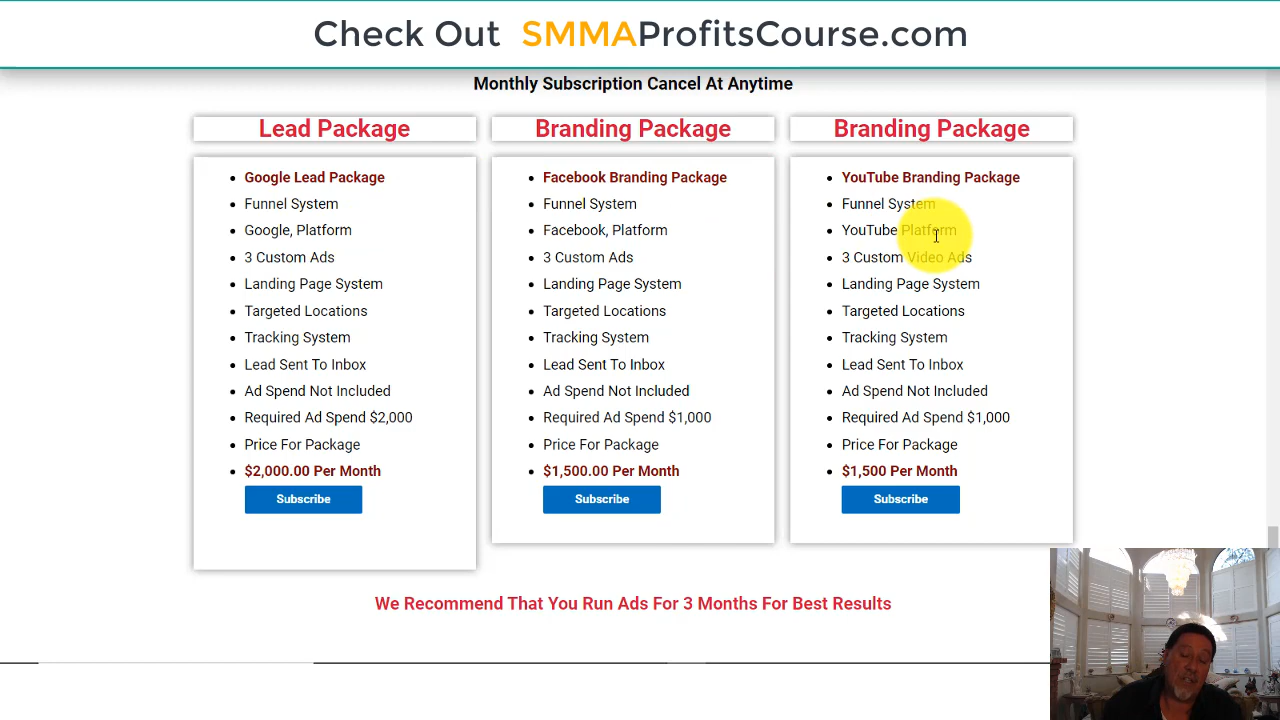 Check Out SMMAProfitsCourse.com
Monthly Subscription Cancel At Anytime
Lead Package
Google Lead Package
Funnel System
Google, Platform
3 Custom Ads
Landing Page System
Targeted Locations
Tracking System
Lead Sent To Inbox
Ad Spend Not Included
Required Ad Spend $2,000
Price For Package
$2,000.00 Per Month
Subscribe
Branding Package
Facebook Branding Package
Funnel System
Facebook, Platform
3 Custom Ads
Landing Page System
Targeted Locations
Tracking System
Lead Sent To Inbox
Ad Spend Not Included
Required Ad Spend $1,000
Price For Package
$1,500.00 Per Month
Subscribe
Branding Package
YouTube Branding Package
Funnel System
YouTube Platform
3 Custom Video Ads
Landing Page System
Targeted Locations
Tracking System
Lead Sent To Inbox
Ad Spend Not Included
Required Ad Spend $1,000
Price For Package
$1,500 Per Month
Subscribe
We Recommend That You Run Ads For 3 Months For Best Results